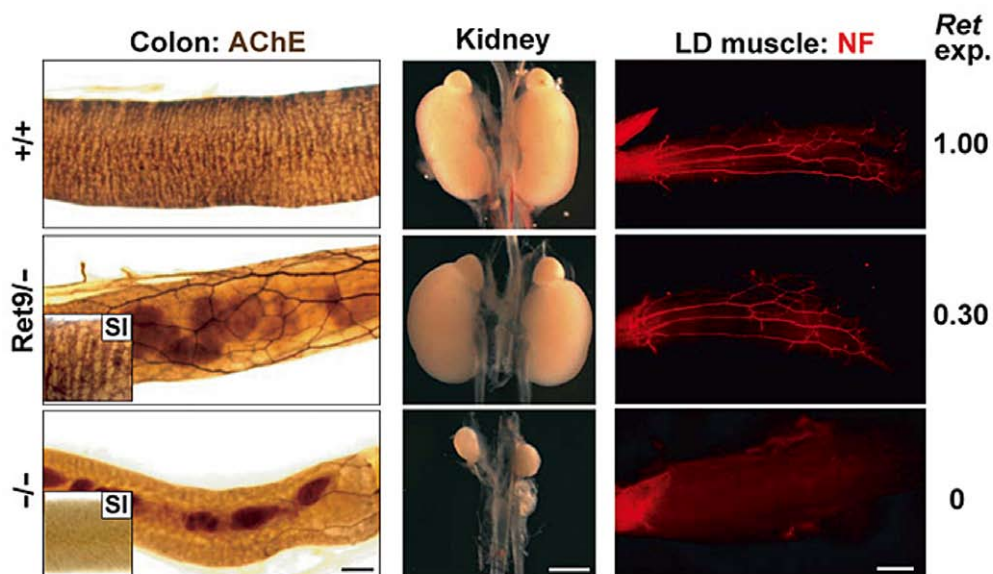 Colon: AChE
Kidney
LD muscle: NF
Ret
exp.
+/+
1.00
Ret9/–
SI
0.30
–/–
SI
0